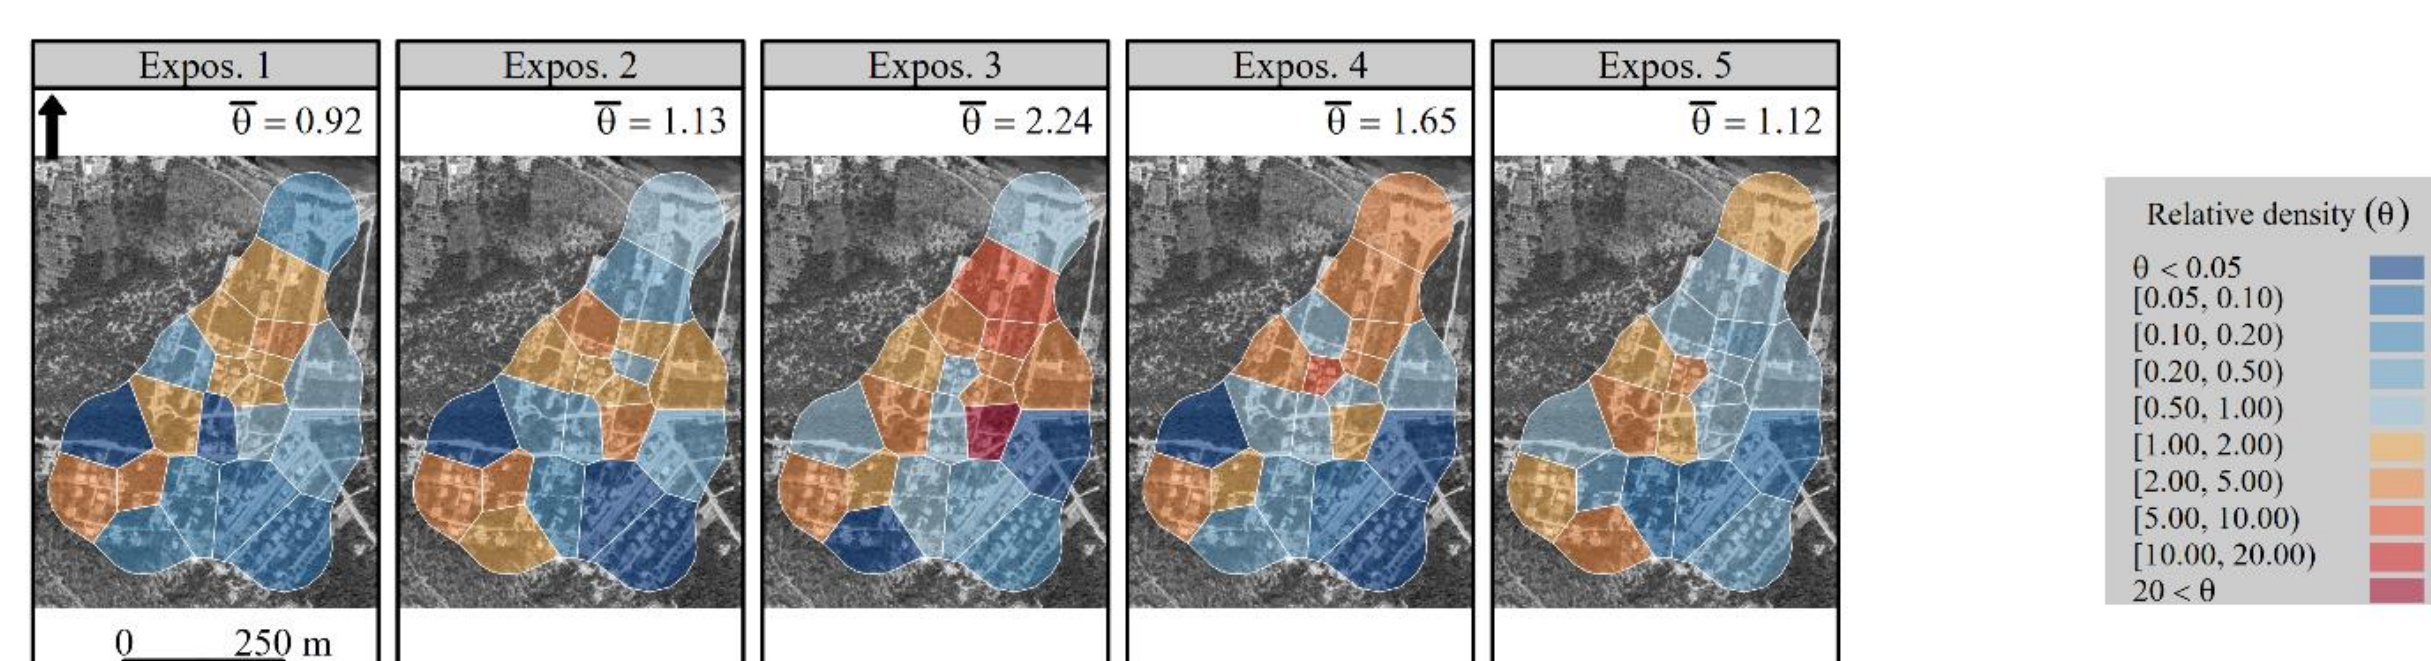 Expos. 1
θ̅ = 0.92
0 250 m
Expos. 2
θ̅ = 1.13
Expos. 3
θ̅ = 2.24
Expos. 4
θ̅ = 1.65
Expos. 5
θ̅ = 1.12
Relative density (θ)
θ < 0.05
[0.05, 0.10)
[0.10, 0.20)
[0.20, 0.50)
[0.50, 1.00)
[1.00, 2.00)
[2.00, 5.00)
[5.00, 10.00)
[10.00, 20.00)
20 < θ